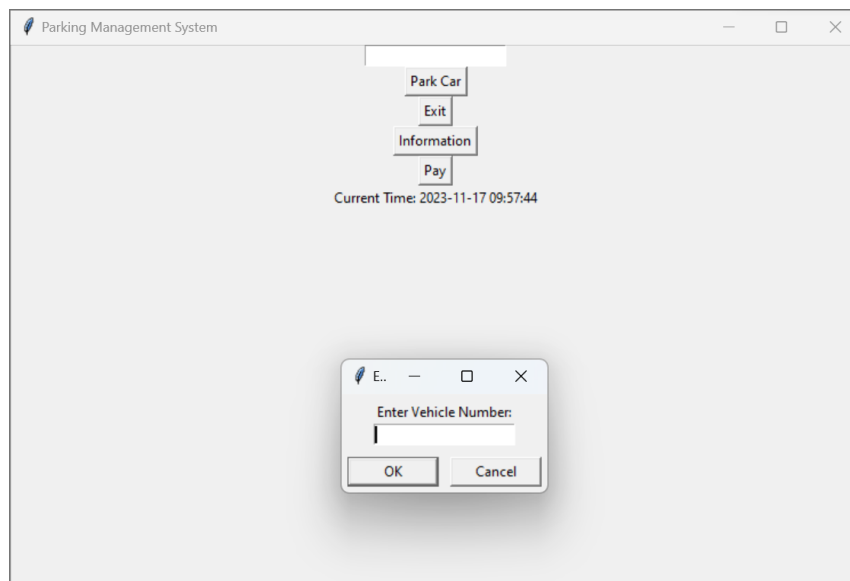 Parking Management System
Park Car
Exit
Information
Pay
Current Time: 2023-11-17 09:57:44
E..
Enter Vehicle Number:
OK Cancel